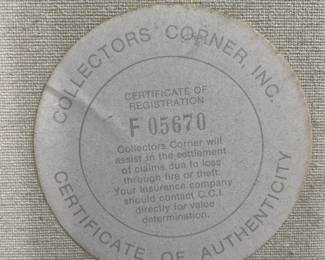 COLLECTORS CORNER, INC.
CERTIFICATE OF
REGISTRATION
F 05670
Collectors Corner will
assist in the settlement
of claims due to loss
through fire or theft.
Your insurance company
should contact C.C.I.
directly for value
determination.
CERTIFICATE OF AUTHENTICITY